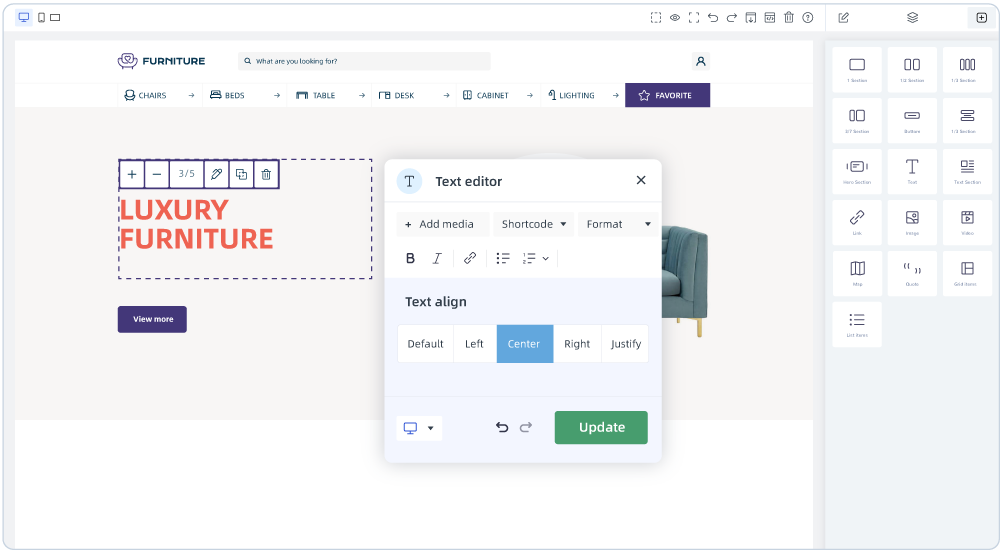 FURNITURE
What are you looking for?
CHAIRS
BEDS
TABLE
DESK
CABINET
LIGHTING
FAVORITE
3/5
LUXURY
FURNITURE
View more
T Text editor
+ Add media
Shortcode
Format
B I
Text align
Default
Left
Center
Right
Justify
Update
1 Section
1/2 Section
1/3 Section
2/7 Section
Button
1/3 Section
Hero Section
Text
Text Section
Link
Image
Video
Map
Quote
Grid items
List items